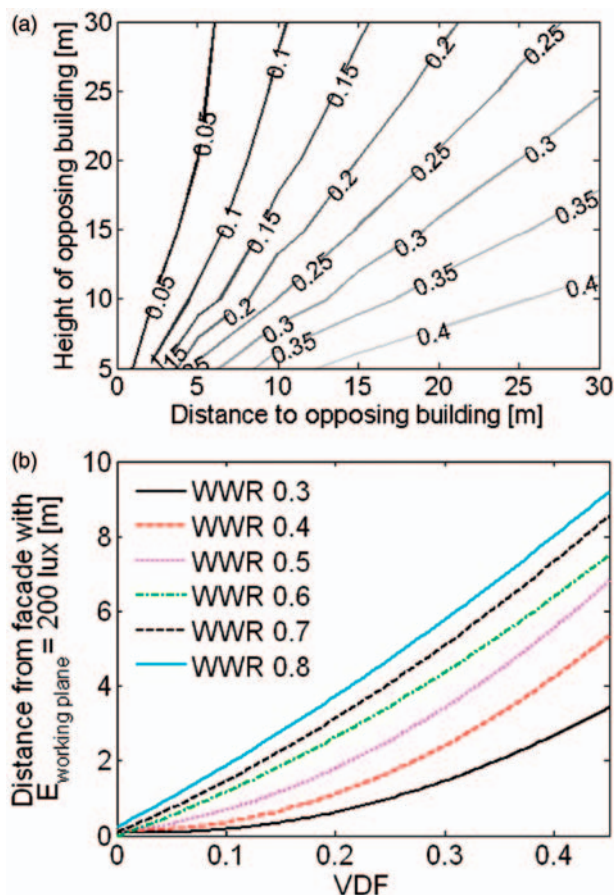 (a)
30
25
20
15
10
5
Height of opposing building [m]
0.25
0.2
0.1
0.15
0.05
0.3
0.25
0.2
0.1
0.15
0.35
0.3
0.35
0.25
0.05
0.4
0.2
0.3
0.4
0.35
.15
0 5 10 15 20 25 30
Distance to opposing building [m]
(b)
10
8
6
4
2
0
Distance from facade with
E working plane = 200 lux [m]
WWR 0.3
WWR 0.4
WWR 0.5
WWR 0.6
WWR 0.7
WWR 0.8
0 0.1 0.2 0.3 0.4
VDF